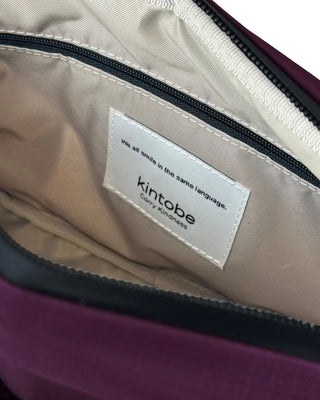 We all smile in the same language.
kintobe
Carry Kindness